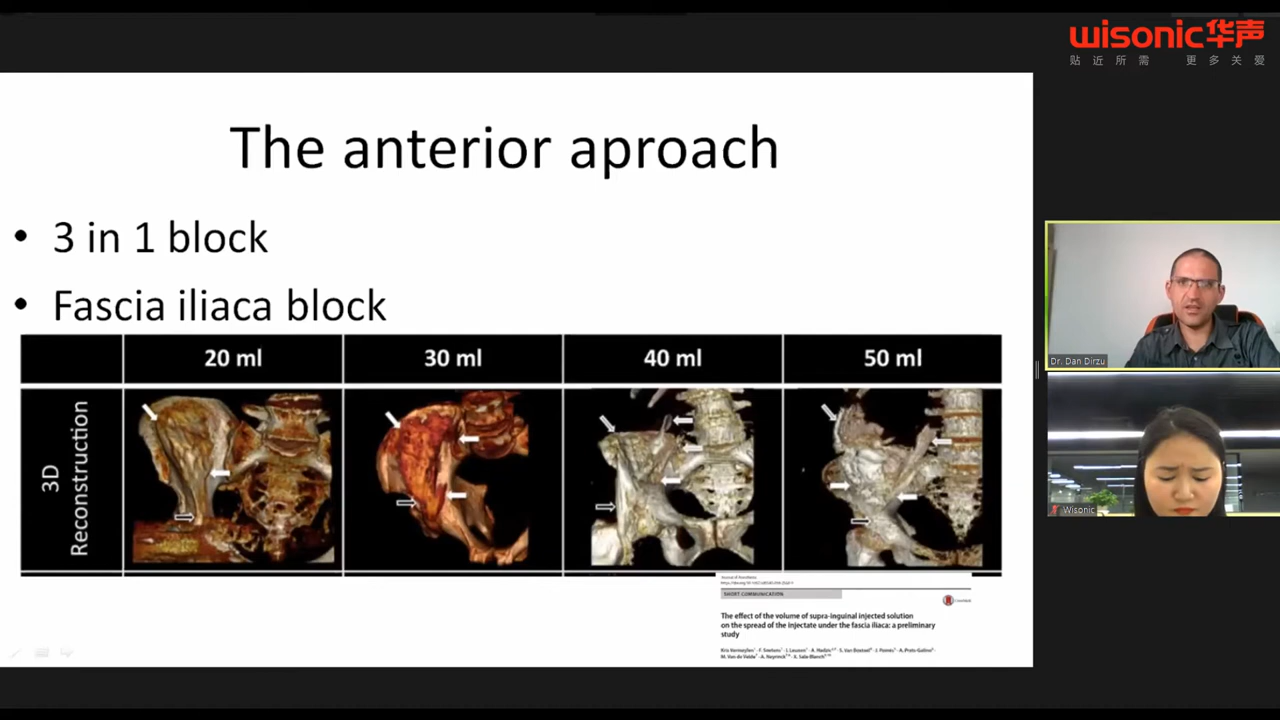 wisonic华声
贴近所需 更多关爱
The anterior aproach
• 3 in 1 block
• Fascia iliaca block
20 ml
30 ml
40 ml
50 ml
3D
Reconstruction
SHORT COMMUNICATION
The effect of the volume of supra-inguinal injected solution
on the spread of the injectate under the fascia iliaca: a preliminary
study
Dr. Dan Dirzu
Wisonic